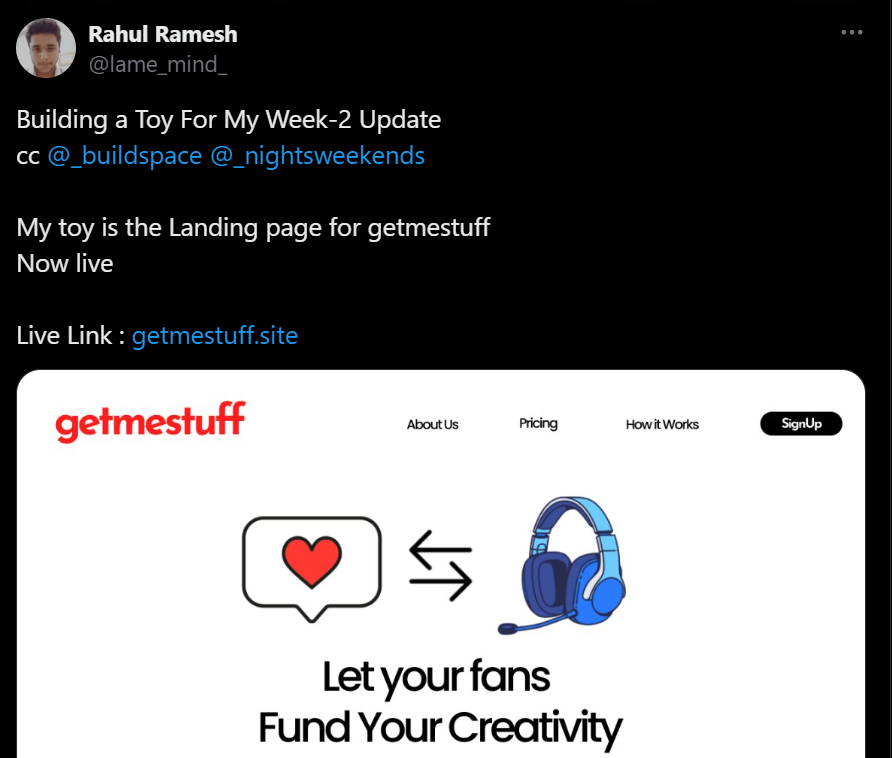 Rahul Ramesh
@lame_mind_
Building a Toy For My Week-2 Update
cc @_buildspace @_nightsweekends
My toy is the Landing page for getmestuff
Now live
Live Link : getmestuff.site
getmestuff
About Us Pricing How it Works SignUp
Let your fans
Fund Your Creativity